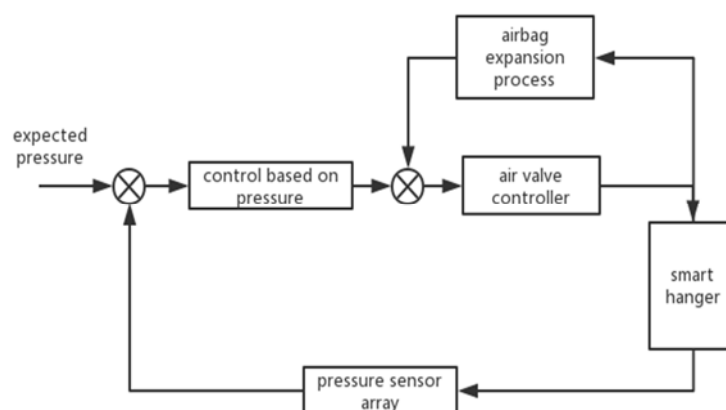 airbag
expansion
process
expected
pressure
control based on
pressure
air valve
controller
smart
hanger
pressure sensor
array